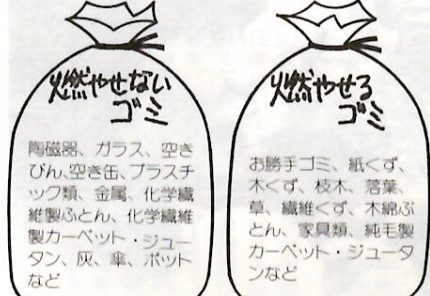 燃やせない
ゴミ
陶磁器、ガラス、空き
びん、空き缶、プラスチ
ック類、金属、化学繊
維製ふとん、化学繊維
製カーペット・ジュー
タン、灰、傘、ポット
など
燃やせる
ゴミ
お勝手ゴミ、紙くず、
木くず、枝木、落葉、
草、繊維くず、木綿ぶ
とん、家具類、純毛製
カーペット・ジュータ
ンなど